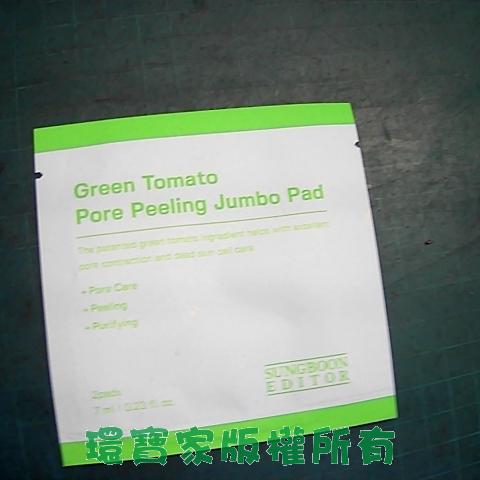 Green Tomato
Pore Peeling Jumbo Pad
The patented green tomato ingredient helps with excellent
pore contraction and dead skin cell care
+Pore Care
+Peeling
+Purifying
2pads
7 ml / 0.23 fl. oz.
SUNGBOON
EDITOR
環寶家版權所有